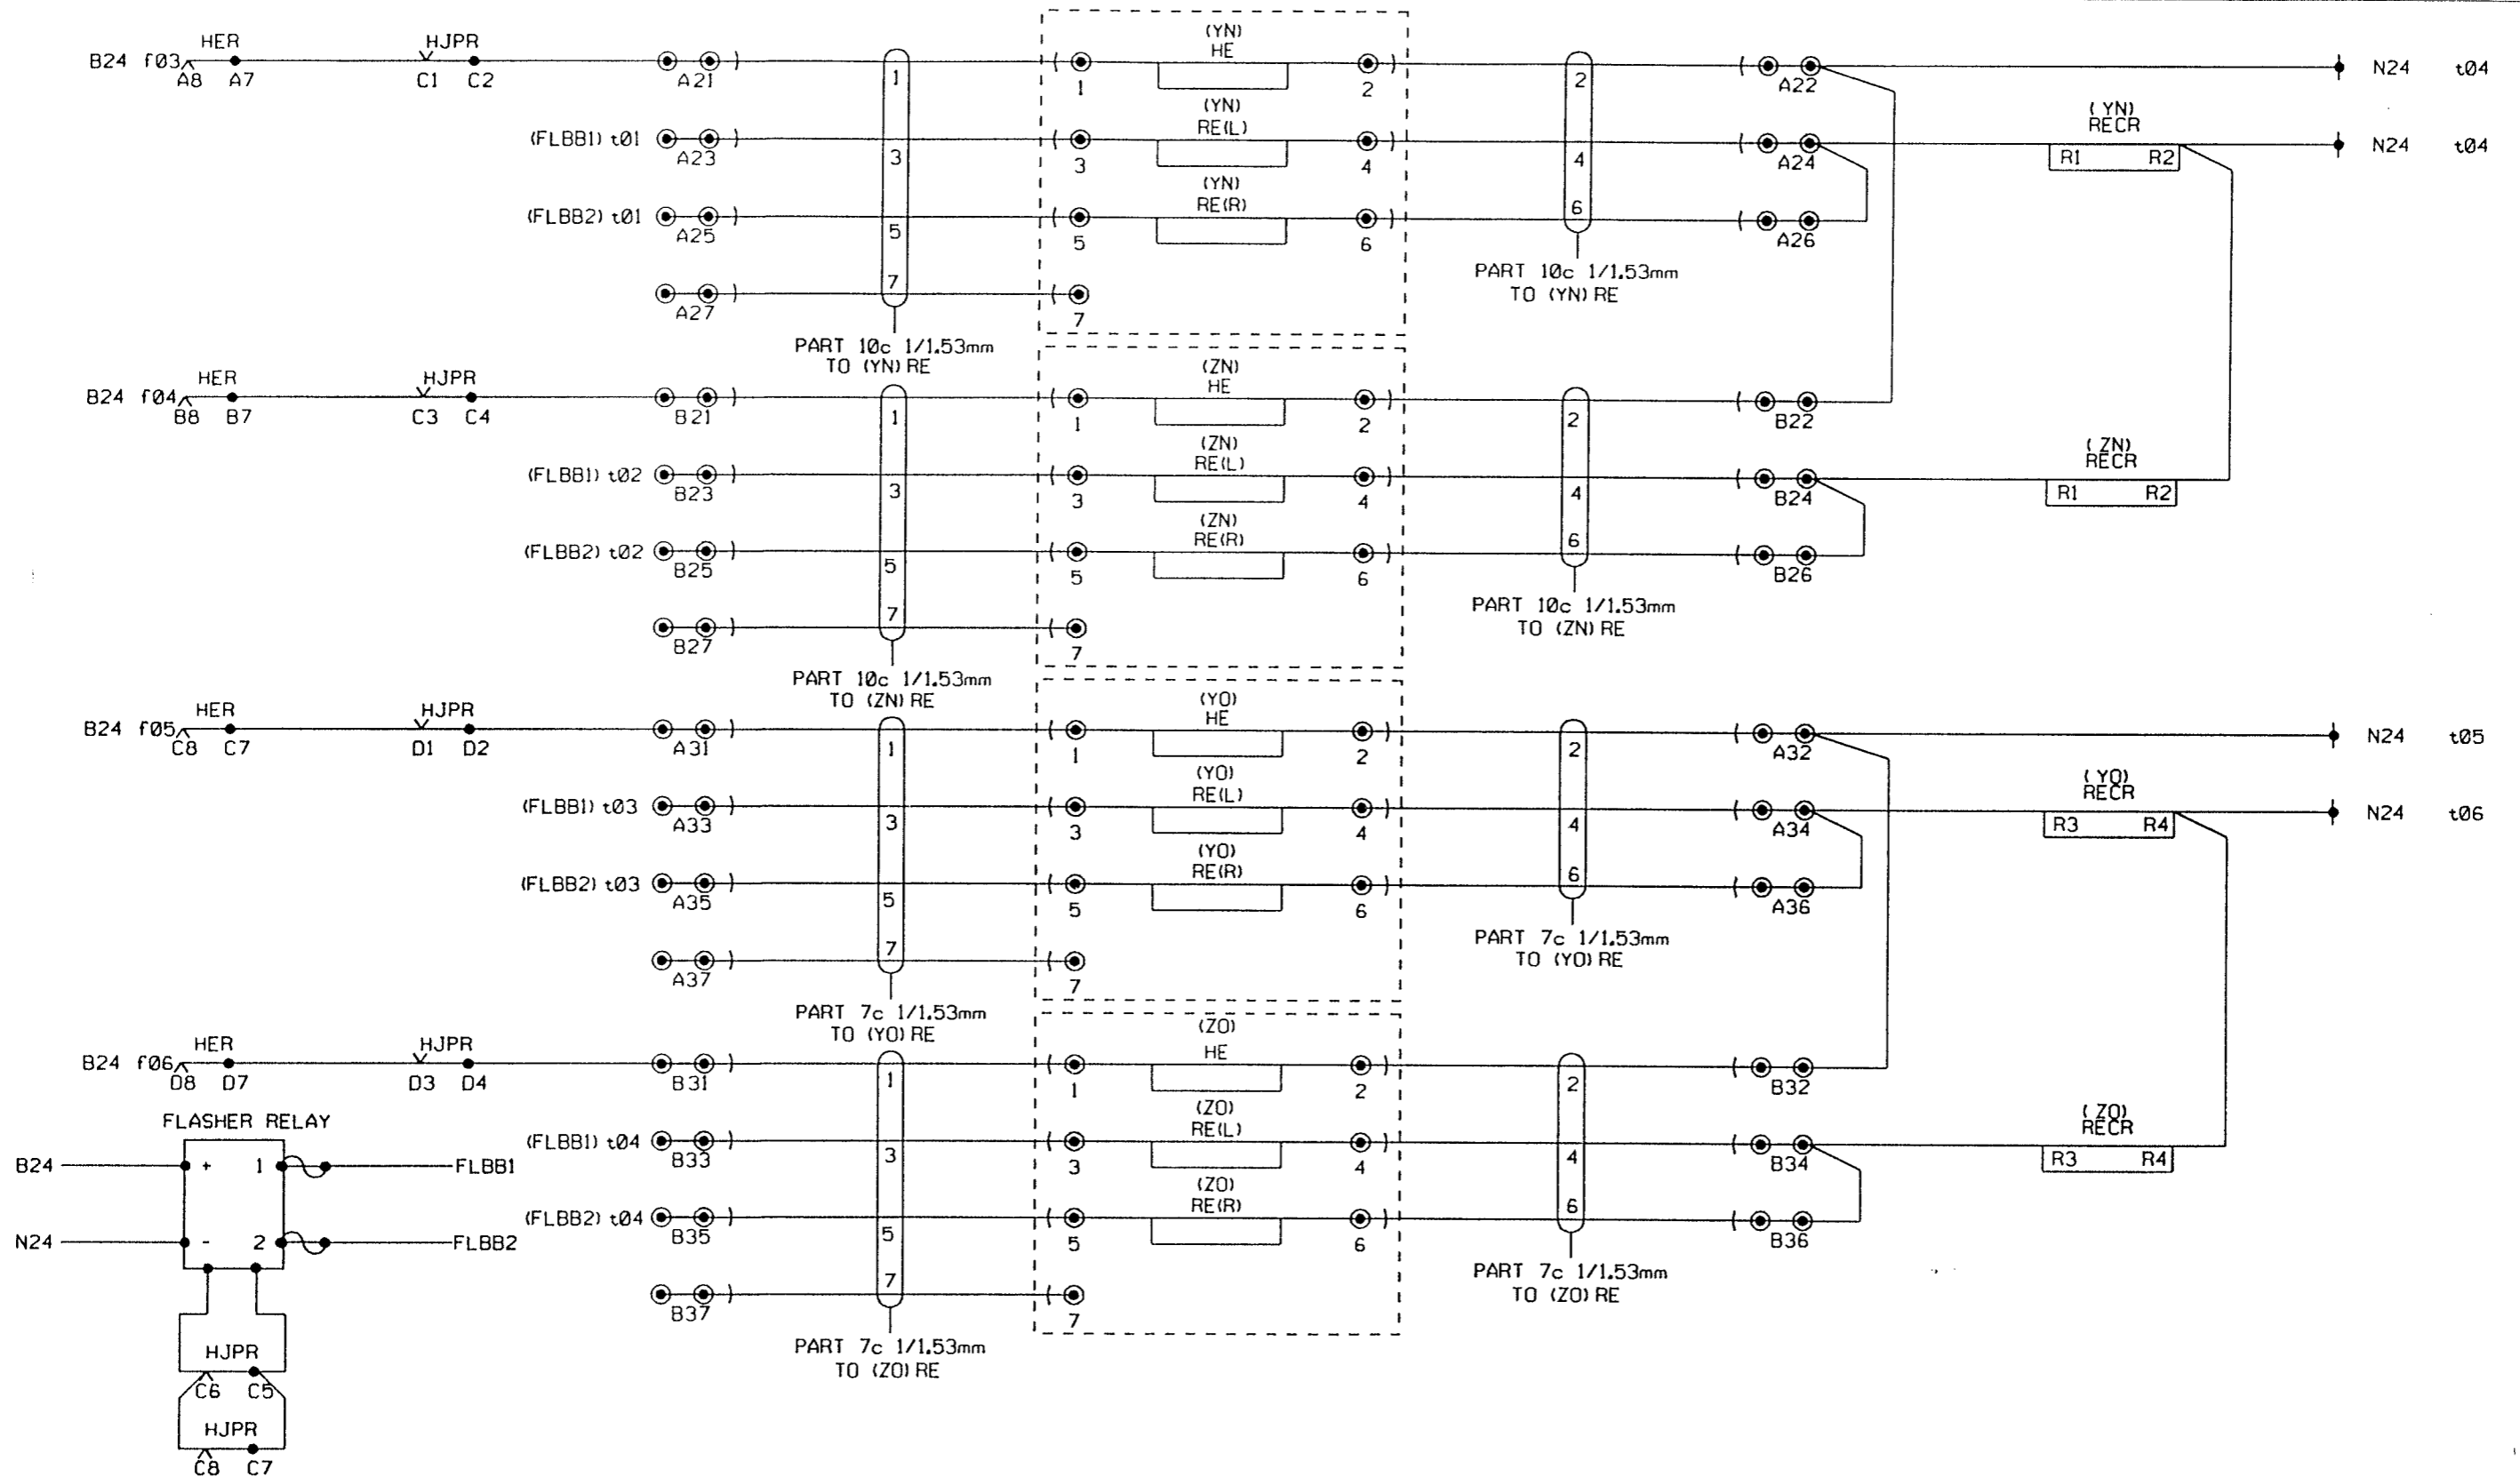 HER HJPR (YN)
B24 f03 HE N24 t04
A8 A7 C1 C2 A21 1 1 2 2 A22
(YN) (YN)
(FLBB1) t01 RE(L) RECR N24 t04
A23 3 3 4 4 A24 R1 R2
(YN)
(FLBB2) t01 RE(R)
A25 5 5 6 6 A26
PART 10c 1/1.53mm
TO (YN) RE
A27 7 7
PART 10c 1/1.53mm
TO (YN) RE
HER HJPR (ZN)
B24 f04 HE
B8 B7 C3 C4 B21 1 1 2 2 B22
(ZN) (ZN)
(FLBB1) t02 RE(L) RECR
B23 3 3 4 4 B24 R1 R2
(ZN)
(FLBB2) t02 RE(R)
B25 5 5 6 6 B26
PART 10c 1/1.53mm
TO (ZN) RE
B27 7 7
PART 10c 1/1.53mm
TO (ZN) RE
HER HJPR (YO)
B24 f05 HE N24 t05
C8 C7 D1 D2 A31 1 1 2 2 A32
(YO) (YO)
(FLBB1) t03 RE(L) RECR N24 t06
A33 3 3 4 4 A34 R3 R4
(YO)
(FLBB2) t03 RE(R)
A35 5 5 6 6 A36
PART 7c 1/1.53mm
TO (YO) RE
A37 7 7
PART 7c 1/1.53mm
TO (YO) RE
HER HJPR (ZO)
B24 f06 HE
D8 D7 D3 D4 B31 1 1 2 2 B32
FLASHER RELAY
(ZO) (ZO)
(FLBB1) t04 RE(L) RECR
B33 3 3 4 4 B34 R3 R4
B24 + 1 FLBB1
(ZO)
(FLBB2) t04 RE(R)
B35 5 5 6 6 B36
N24 - 2 FLBB2
PART 7c 1/1.53mm
TO (ZO) RE
B37 7 7
PART 7c 1/1.53mm
TO (ZO) RE
HJPR
C6 C5
HJPR
C8 C7